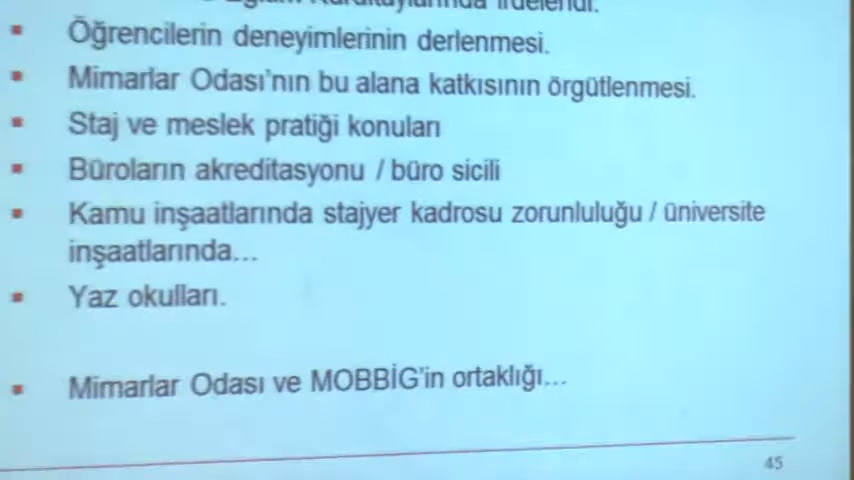 Öğrencilerin deneyimlerinin derlenmesi.
Mimarlar Odası'nın bu alana katkısının örgütlenmesi.
Staj ve meslek pratiği konuları
Büroların akreditasyonu / büro sicili
Kamu inşaatlarında stajyer kadrosu zorunluluğu / üniversite
inşaatlarında...
Yaz okulları.
Mimarlar Odası ve MOBBİG'in ortaklığı...
45